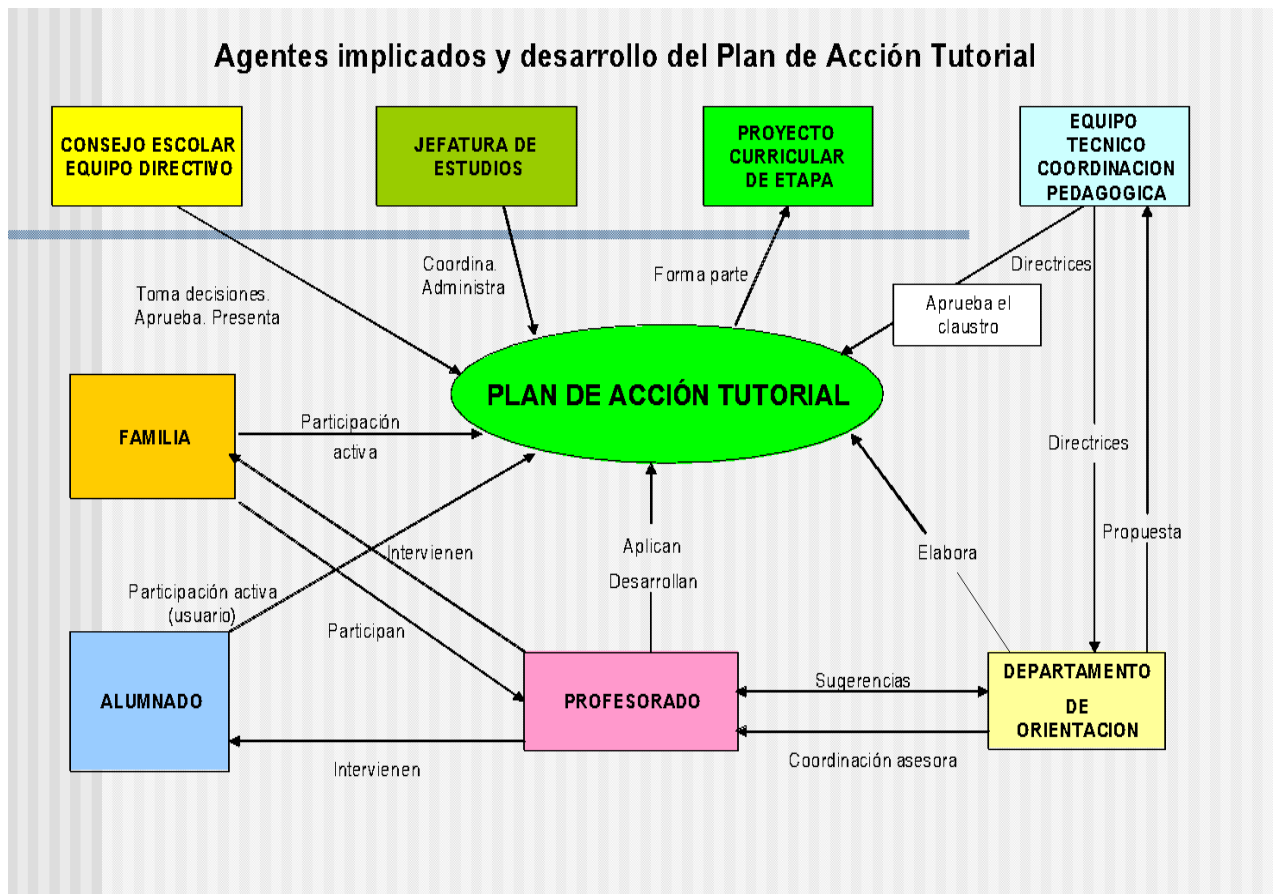 Agentes implicados y desarrollo del Plan de Acción Tutorial
CONSEJO ESCOLAR
EQUIPO DIRECTIVO
JEFATURA DE
ESTUDIOS
PROYECTO
CURRICULAR
DE ETAPA
EQUIPO
TECNICO
COORDINACION
PEDAGOGICA
Toma decisiones.
Aprueba. Presenta
Coordina.
Administra
Forma parte
Directrices
Aprueba el
claustro
PLAN DE ACCIÓN TUTORIAL
FAMILIA
Participación
activa
Directrices
Propuesta
Intervienen
Aplican
Desarrollan
Elabora
Participación activa
(usuario)
Participan
ALUMNADO
PROFESORADO
Sugerencias
DEPARTAMENTO
DE
ORIENTACION
Intervienen
Coordinación asesora